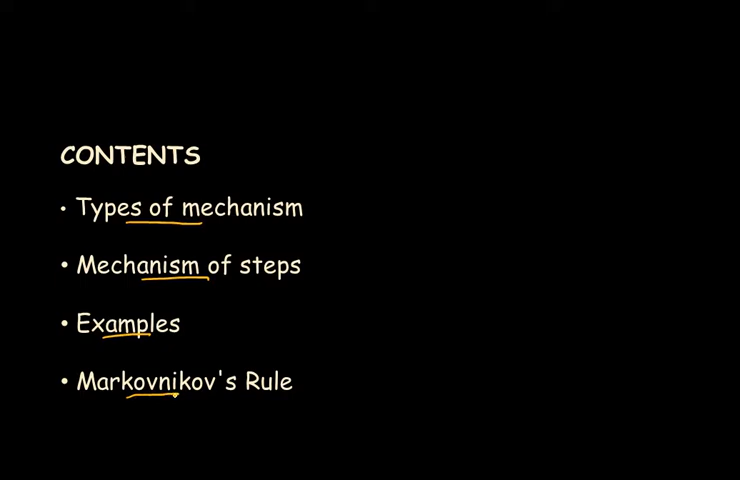 CONTENTS
• Types of mechanism
• Mechanism of steps
• Examples
• Markovnikov's Rule